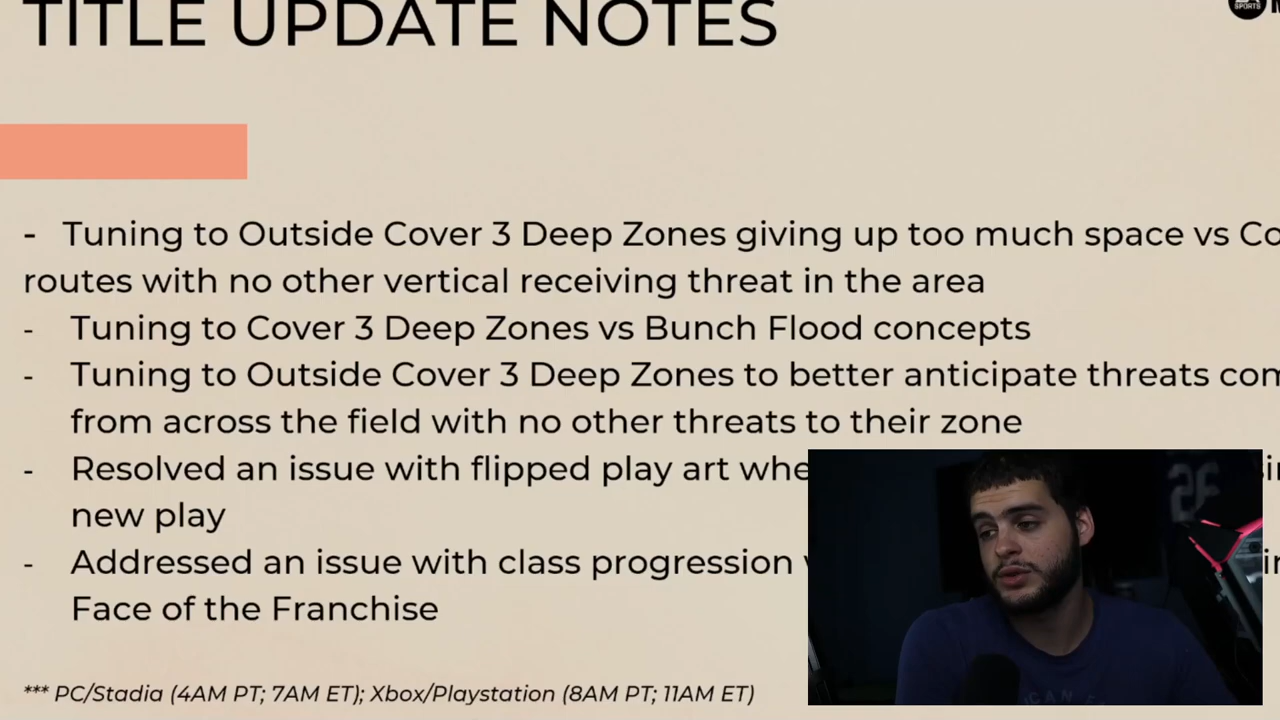 TITLE UPDATE NOTES
EA
SPORTS
- Tuning to Outside Cover 3 Deep Zones giving up too much space vs
routes with no other vertical receiving threat in the area
- Tuning to Cover 3 Deep Zones vs Bunch Flood concepts
- Tuning to Outside Cover 3 Deep Zones to better anticipate threats
from across the field with no other threats to their zone
- Resolved an issue with flipped play art
new play
- Addressed an issue with class progression
Face of the Franchise
*** PC/Stadia (4AM PT; 7AM ET); Xbox/Playstation (8AM PT; 11AM ET)